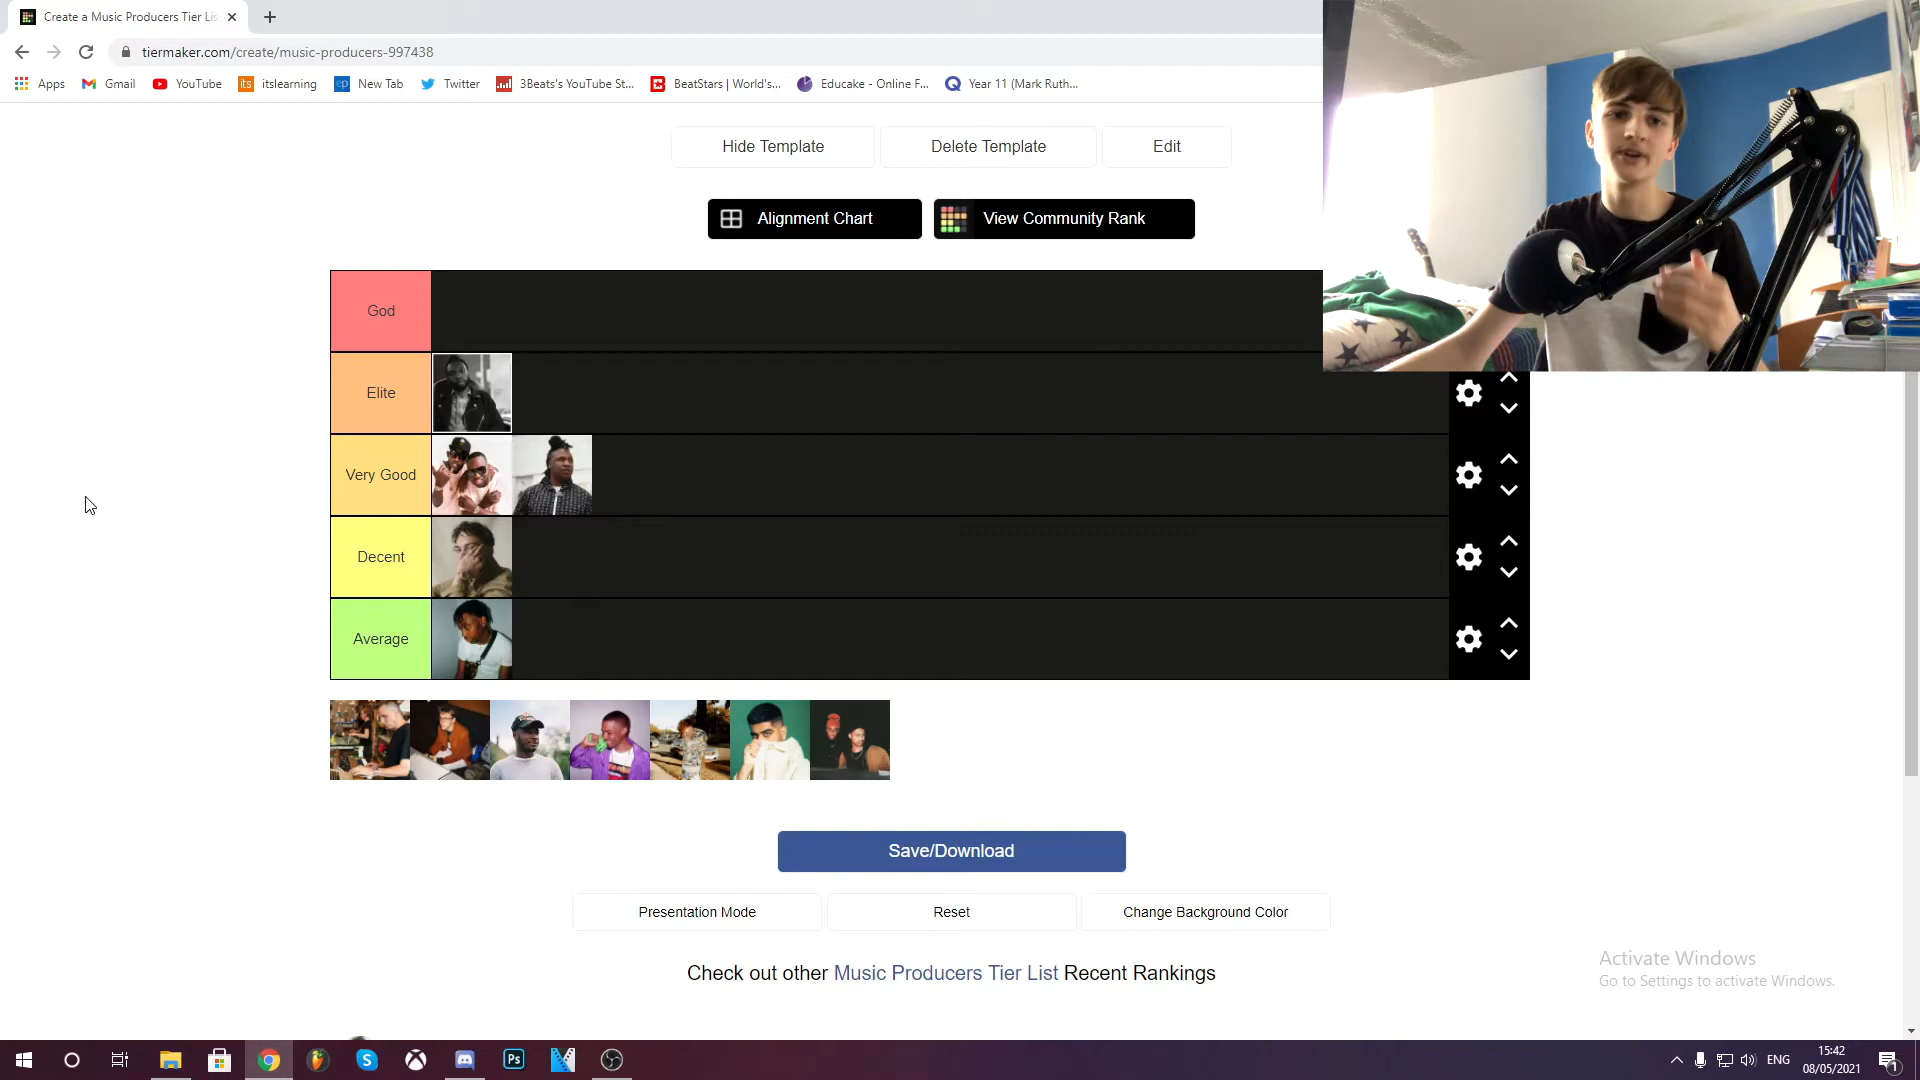 Create a Music Producers Tier Lis
tiermaker.com/create/music-producers-997438
Apps
Gmail
YouTube
its
itslearning
cp
New Tab
Twitter
3Beats's YouTube St...
BeatStars | World's...
Educake - Online F...
Year 11 (Mark Ruth...
Hide Template
Delete Template
Edit
Alignment Chart
View Community Rank
God
Elite
Very Good
Decent
Average
Save/Download
Presentation Mode
Reset
Change Background Color
Check out other Music Producers Tier List Recent Rankings
Activate Windows
Go to Settings to activate Windows.
Ps
ENG
15:42
08/05/2021
1